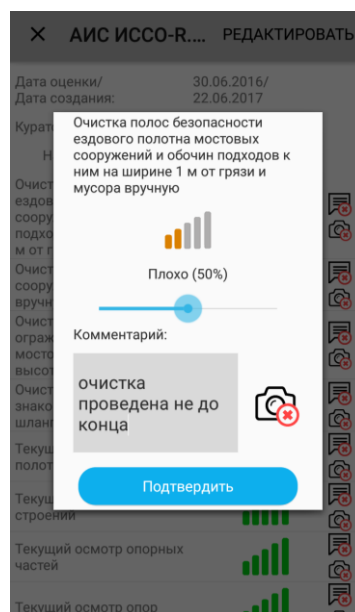 АИС ИССО-R.... РЕДАКТИРОВАТЬ
Дата оценки/ 30.06.2016/
Дата создания: 22.06.2017
Очистка полос безопасности
ездового полотна мостовых
сооружений и обочин подходов к
ним на ширине 1 м от грязи и
мусора вручную
Плохо (50%)
Комментарий:
очистка
проведена не до
конца
Подтвердить
строений
Текущий осмотр опорных
частей
Текущий осмотр опор